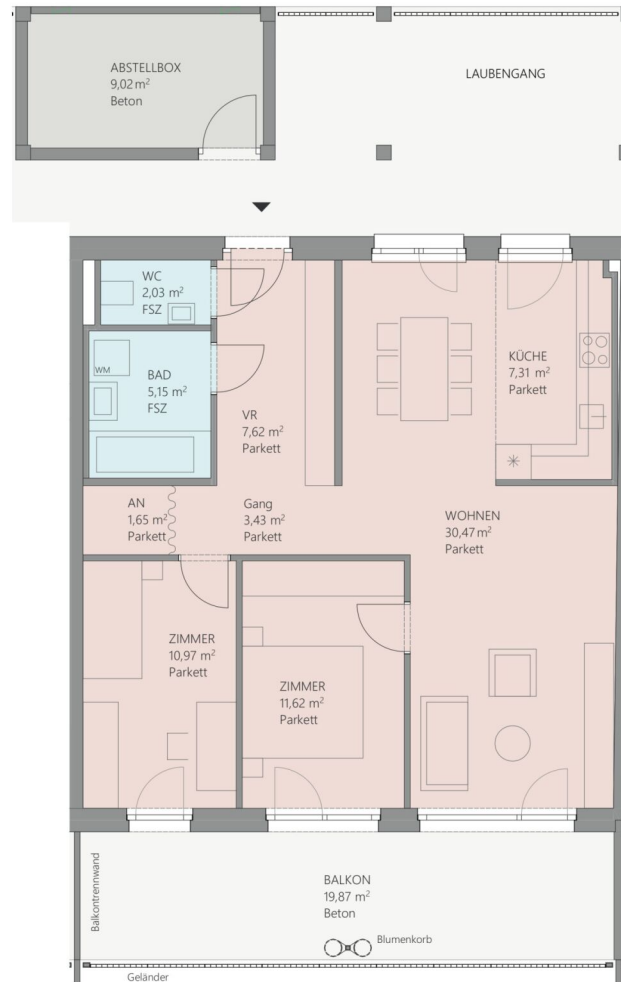 ABSTELLBOX
9,02 m²
Beton
LAUBENGANG
WC
2,03 m²
FSZ
WM
BAD
5,15 m²
FSZ
KÜCHE
7,31 m²
Parkett
VR
7,62 m²
Parkett
AN
1,65 m²
Parkett
Gang
3,43 m²
Parkett
WOHNEN
30,47 m²
Parkett
ZIMMER
10,97 m²
Parkett
ZIMMER
11,62 m²
Parkett
Balkontrennwand
BALKON
19,87 m²
Beton
Blumenkorb
Geländer